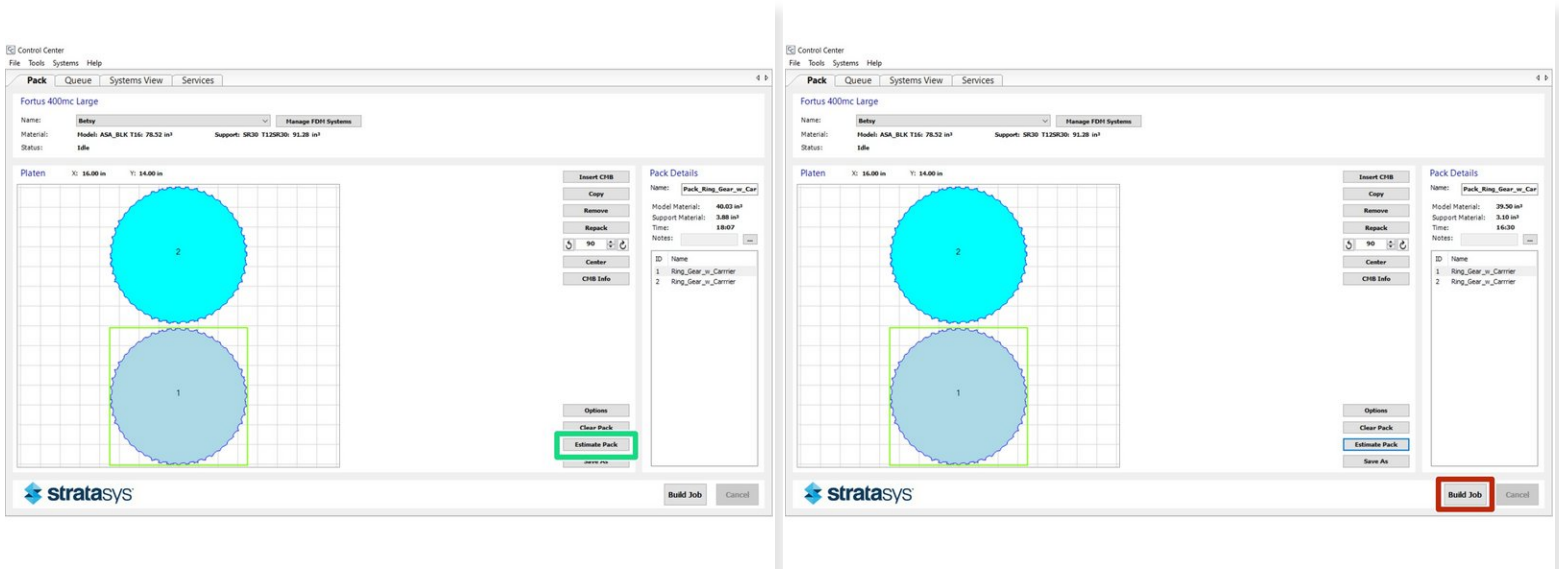 Control Center
File Tools Systems Help
Pack Queue Systems View Services
Fortus 400mc Large
Name: Betsy Manage FDM Systems
Material: Model: ASA_BLK T16: 78.52 in³ Support: SR30 T12SR30: 91.28 in³
Status: Idle
Platen X: 16.00 in Y: 14.00 in
2
1
Insert CMB
Copy
Remove
Repack
90
Center
CMB Info
Options
Clear Pack
Estimate Pack
Save As
Pack Details
Name: Pack_Ring_Gear_w_Car
Model Material: 40.03 in³
Support Material: 3.88 in³
Time: 18:07
Notes: ...
ID Name
1 Ring_Gear_w_Carrrier
2 Ring_Gear_w_Carrrier
stratasys
Build Job Cancel
Control Center
File Tools Systems Help
Pack Queue Systems View Services
Fortus 400mc Large
Name: Betsy Manage FDM Systems
Material: Model: ASA_BLK T16: 78.52 in³ Support: SR30 T12SR30: 91.28 in³
Status: Idle
Platen X: 16.00 in Y: 14.00 in
2
1
Insert CMB
Copy
Remove
Repack
90
Center
CMB Info
Options
Clear Pack
Estimate Pack
Save As
Pack Details
Name: Pack_Ring_Gear_w_Car
Model Material: 39.50 in³
Support Material: 3.10 in³
Time: 16:30
Notes: ...
ID Name
1 Ring_Gear_w_Carrrier
2 Ring_Gear_w_Carrrier
stratasys
Build Job Cancel